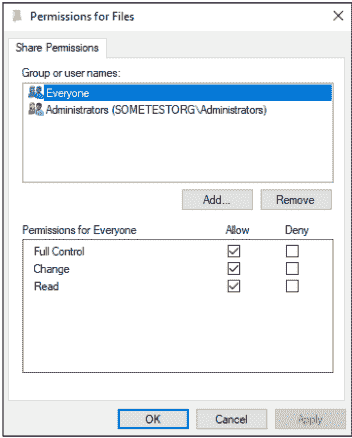 Permissions for Files
Share Permissions
Group or user names:
Everyone
Administrators (SOMETESTORG\Administrators)
Add... Remove
Permissions for Everyone Allow Deny
Full Control
Change
Read
OK Cancel Apply